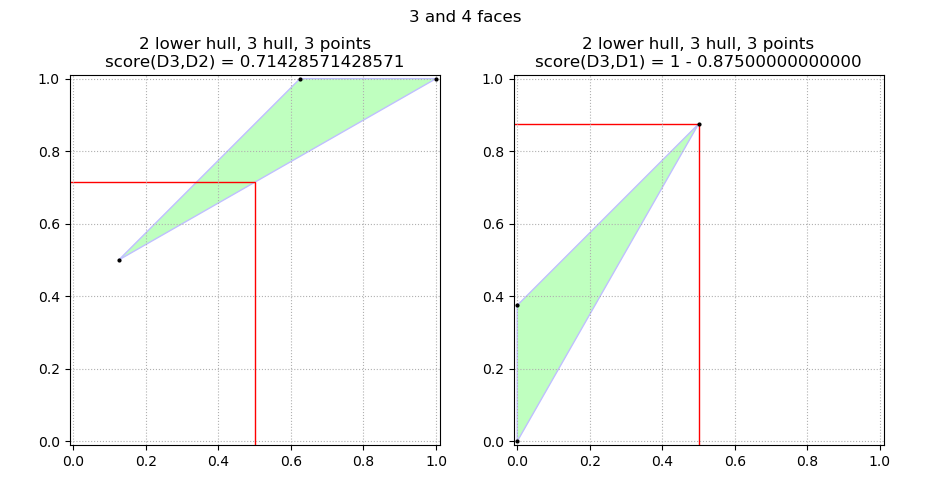 3 and 4 faces
2 lower hull, 3 hull, 3 points
score(D3,D2) = 0.71428571428571
1.0
0.8
0.6
0.4
0.2
0.0
0.0 0.2 0.4 0.6 0.8 1.0
2 lower hull, 3 hull, 3 points
score(D3,D1) = 1 - 0.87500000000000
1.0
0.8
0.6
0.4
0.2
0.0
0.0 0.2 0.4 0.6 0.8 1.0